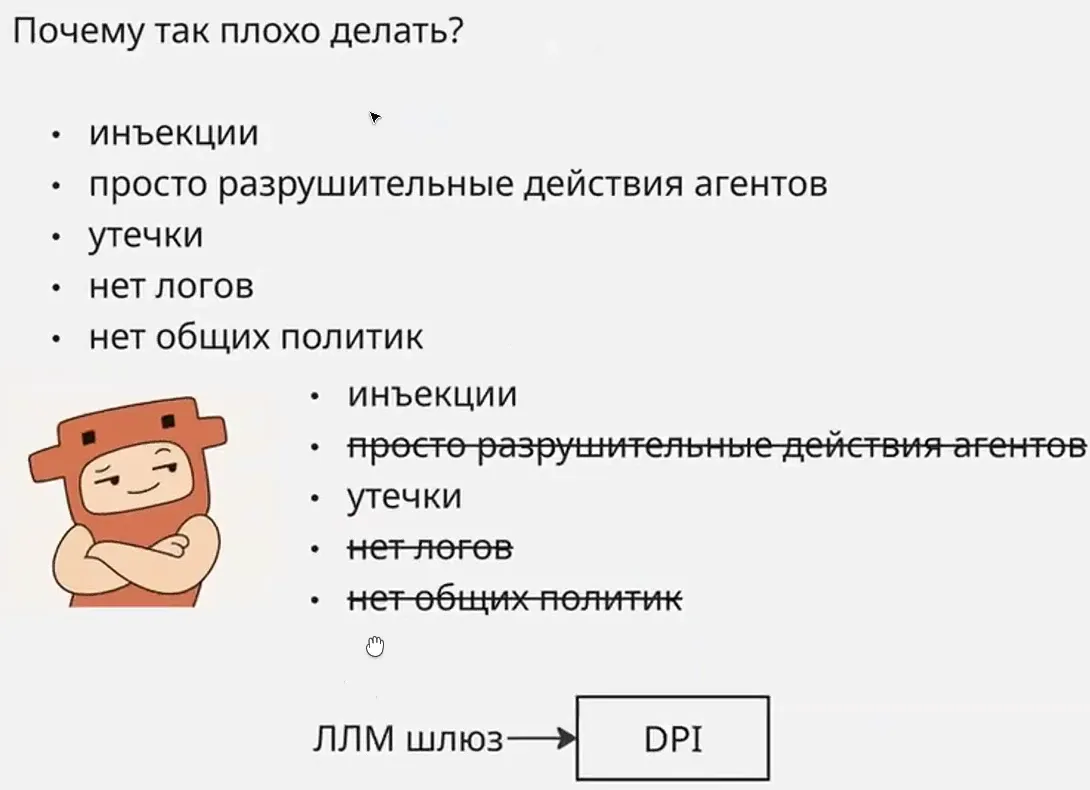 Почему так плохо делать?
• инъекции
• просто разрушительные действия агентов
• утечки
• нет логов
• нет общих политик
• инъекции
• просто разрушительные действия агентов
• утечки
• нет логов
• нет общих политик
ЛЛМ шлюз
DPI